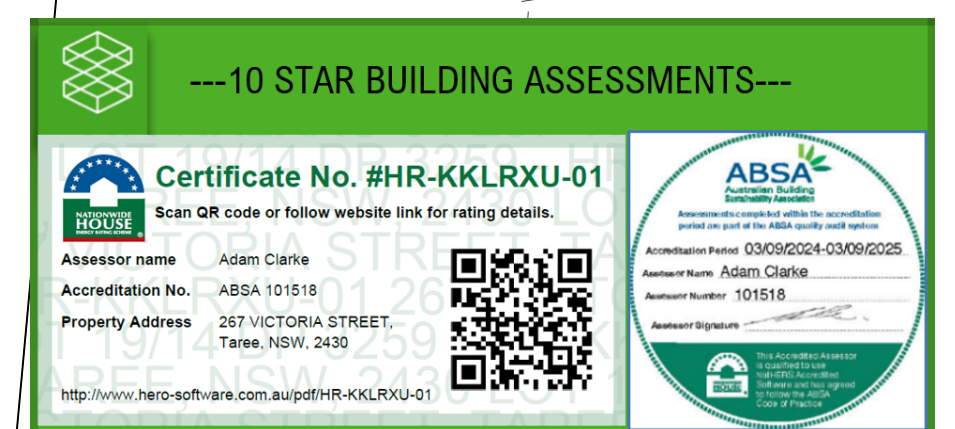 ---10 STAR BUILDING ASSESSMENTS---
NATIONWIDE
HOUSE
ENERGY RATING SCHEME
Certificate No. #HR-KKLRXU-01
Scan QR code or follow website link for rating details.
Assessor name Adam Clarke
Accreditation No. ABSA 101518
Property Address 267 VICTORIA STREET,
Taree, NSW, 2430
http://www.hero-software.com.au/pdf/HR-KKLRXU-01
ABSA
Australian Building
Sustainability Association
Assessments completed within the accreditation
period are part of the ABSA quality audit system
Accreditation Period 03/09/2024-03/09/2025
Assessor Name Adam Clarke
Assessor Number 101518
Assessor Signature
HOUSE
This Accredited Assessor
is qualified to use
NatHERS Accredited
Software and has agreed
to follow the ABSA
Code of Practice